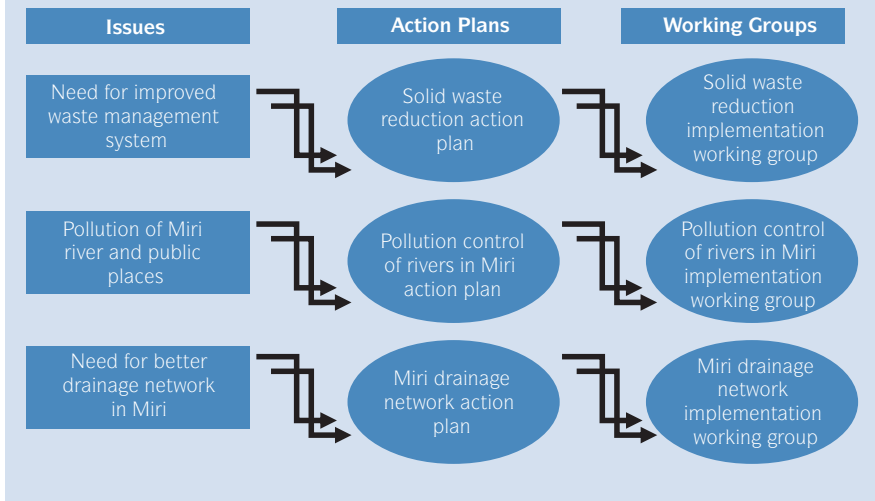 Issues
Action Plans
Working Groups
Need for improved
waste management
system
Solid waste
reduction action
plan
Solid waste
reduction
implementation
working group
Pollution of Miri
river and public
places
Pollution control
of rivers in Miri
action plan
Pollution control
of rivers in Miri
implementation
working group
Need for better
drainage network
in Miri
Miri drainage
network action
plan
Miri drainage
network
implementation
working group